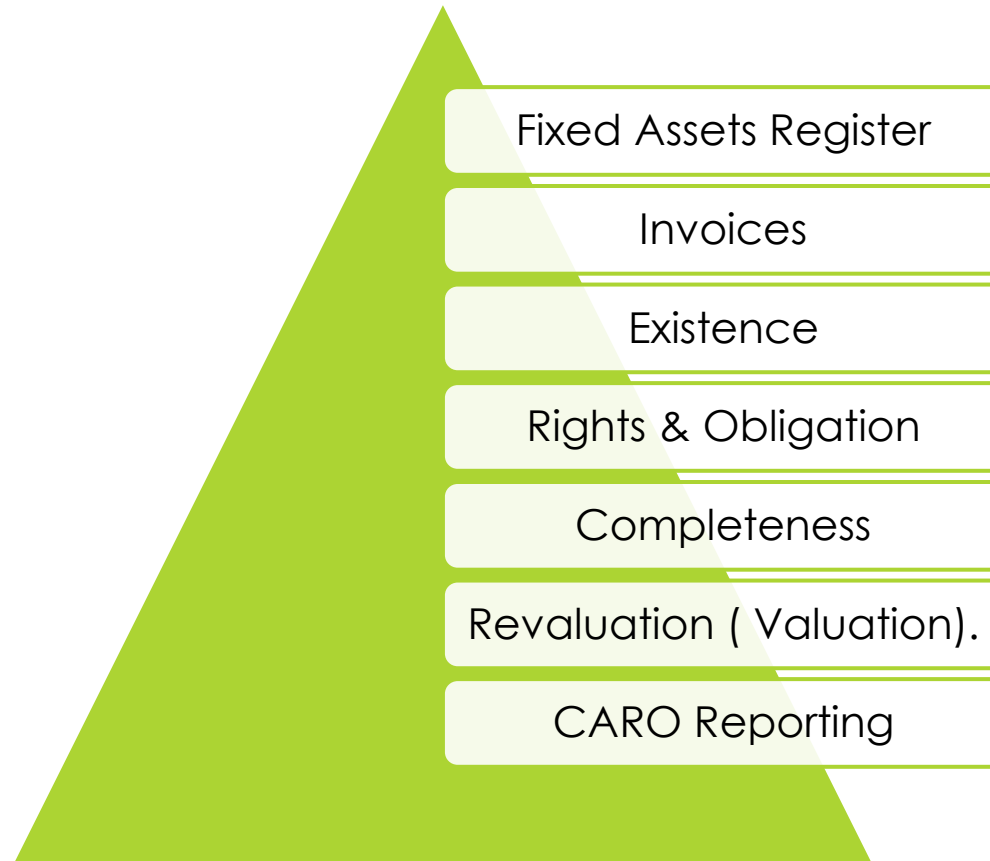 Fixed Assets Register
Invoices
Existence
Rights & Obligation
Completeness
Revaluation ( Valuation).
CARO Reporting